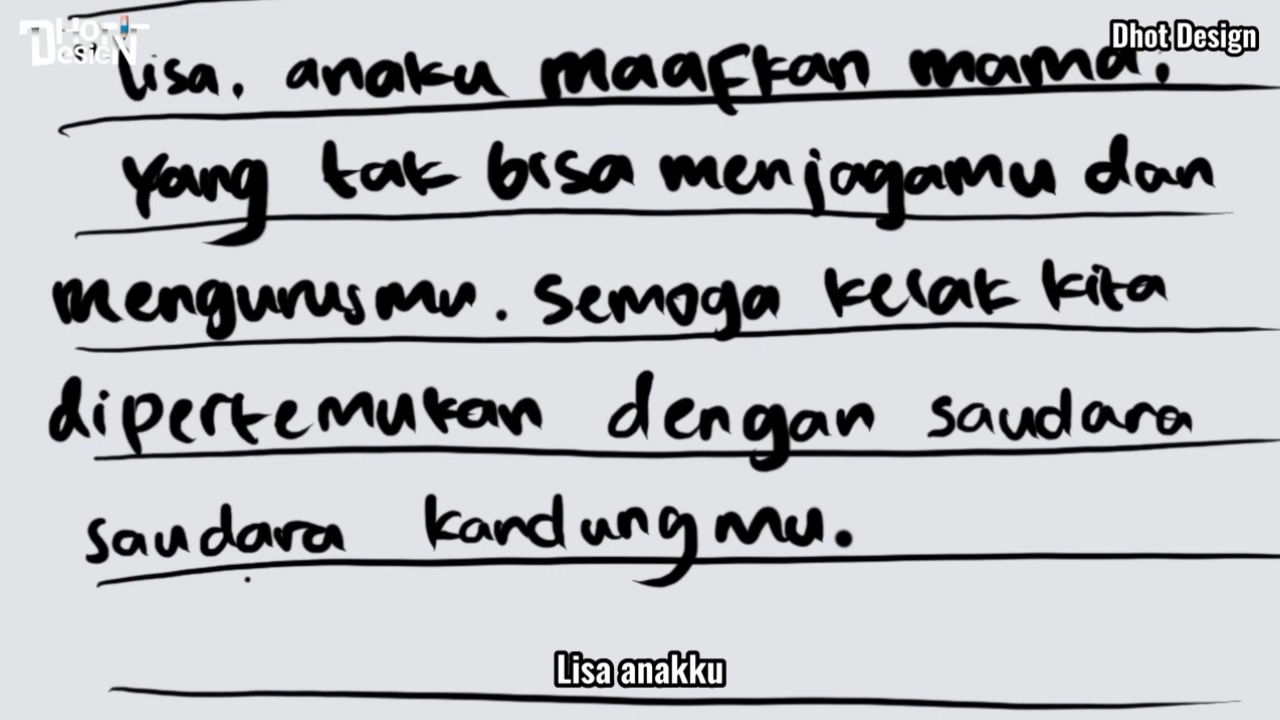 Dhot Design
Dhot Design
Lisa. anaku maafkan mama.
yang tak bisa menjagamu dan
mengurusmu. semoga kelak kita
dipertemukan dengan saudara
saudara kandungmu.
Lisa anakku